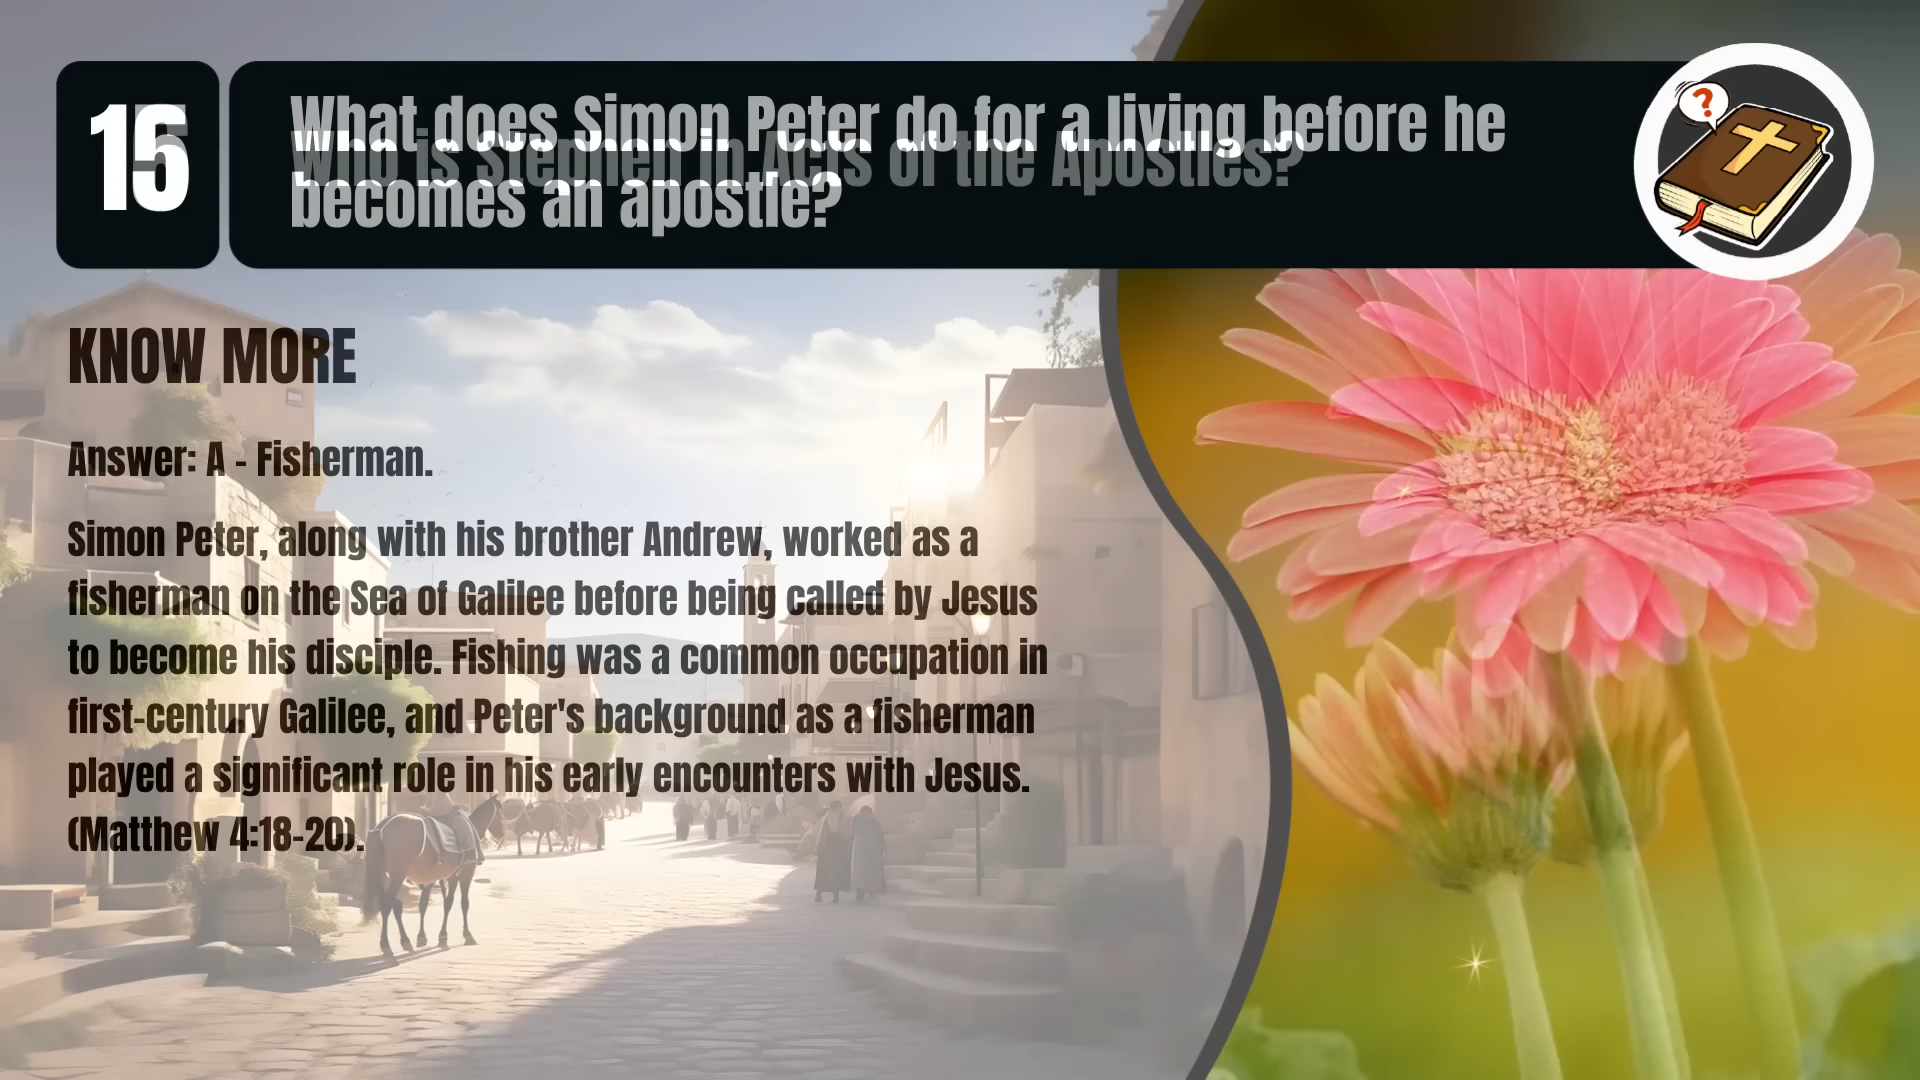 15
16
What does Simon Peter do for a living before he
becomes an apostle?
Who is Stephen in Acts of the Apostles?
?
KNOW MORE
Answer: A - Fisherman.
Simon Peter, along with his brother Andrew, worked as a
fisherman on the Sea of Galilee before being called by Jesus
to become his disciple. Fishing was a common occupation in
first-century Galilee, and Peter's background as a fisherman
played a significant role in his early encounters with Jesus.
(Matthew 4:18-20).